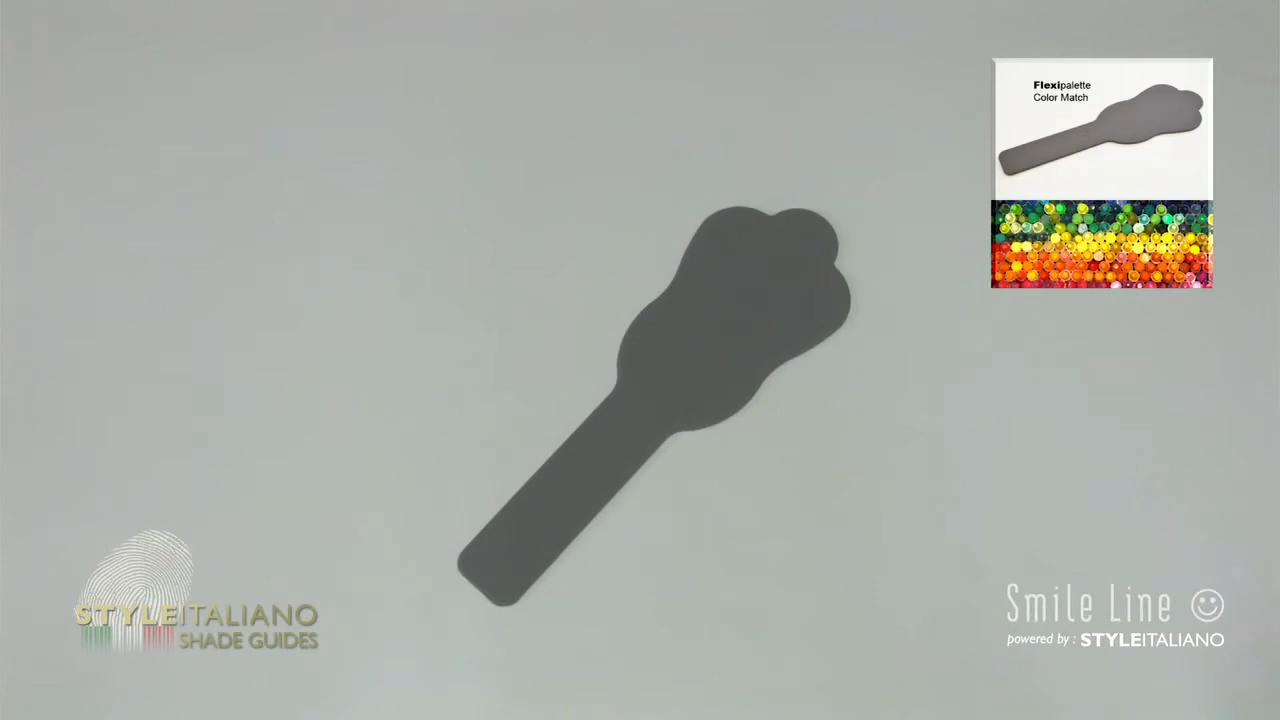 Flexipalette
Color Match
STYLEITALIANO
SHADE GUIDES
Smile Line
powered by : STYLEITALIANO